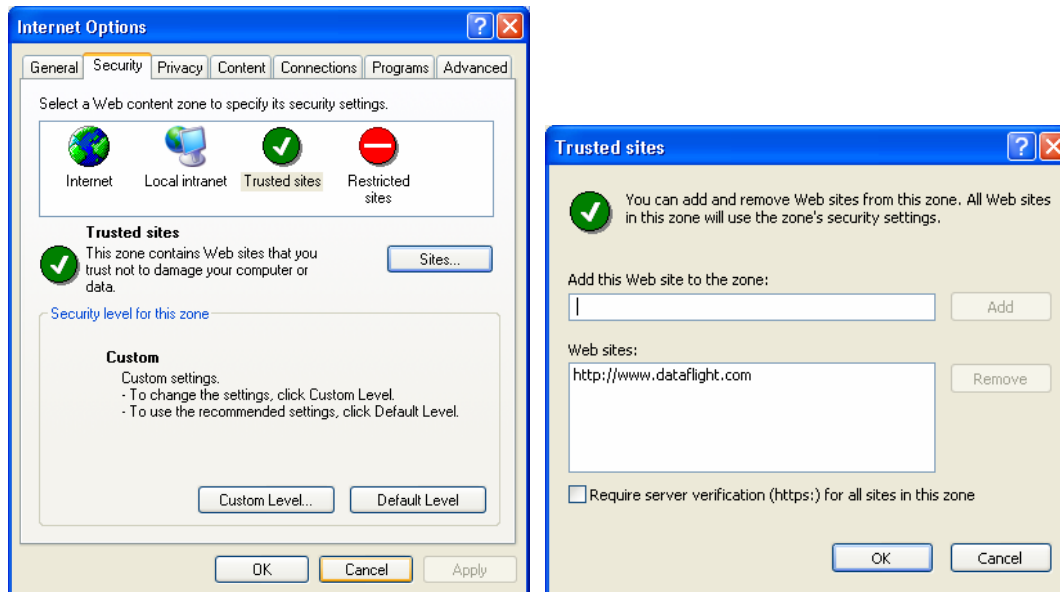 Internet Options
General Security Privacy Content Connections Programs Advanced
Select a Web content zone to specify its security settings.
Internet Local intranet Trusted sites Restricted
sites
Trusted sites
This zone contains Web sites that you
trust not to damage your computer or
data.
Sites...
Security level for this zone
Custom
Custom settings.
- To change the settings, click Custom Level.
- To use the recommended settings, click Default Level.
Custom Level... Default Level
OK Cancel Apply
Trusted sites
You can add and remove Web sites from this zone. All Web sites
in this zone will use the zone's security settings.
Add this Web site to the zone:
Add
Web sites:
http://www.dataflight.com
Remove
Require server verification (https:) for all sites in this zone
OK Cancel